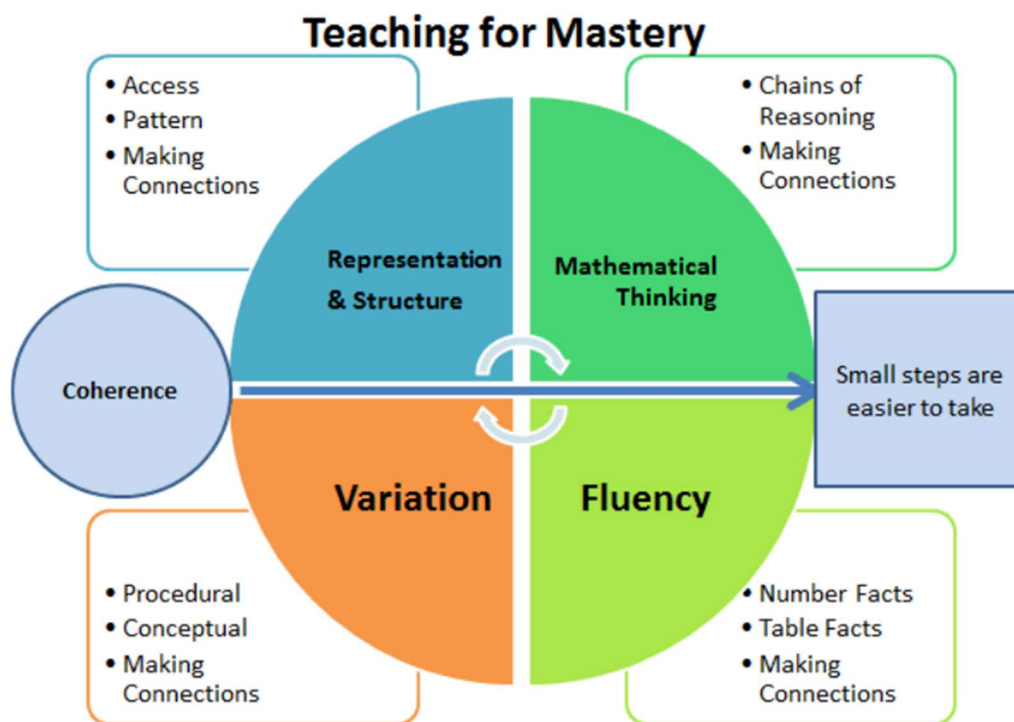 Teaching for Mastery
• Access
• Pattern
• Making
Connections
• Chains of
Reasoning
• Making
Connections
Representation
& Structure
Mathematical
Thinking
Coherence
Small steps are
easier to take
Variation
Fluency
• Procedural
• Conceptual
• Making
Connections
• Number Facts
• Table Facts
• Making
Connections